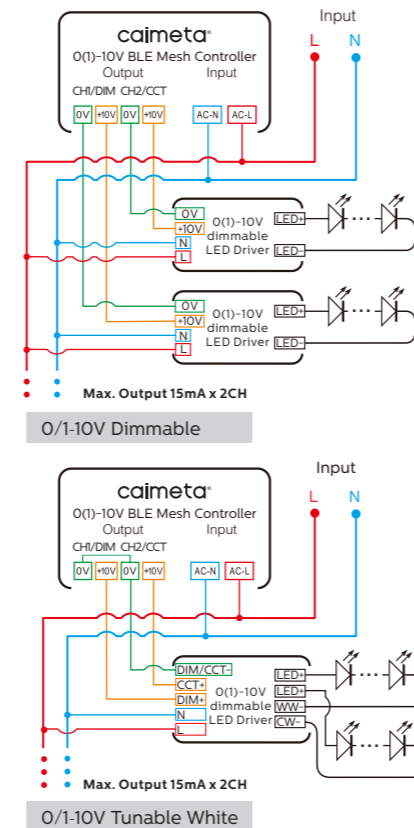 Input
caimeta®
0(1)-10V BLE Mesh Controller
Output Input
CH1/DIM CH2/CCT
0V +10V 0V +10V AC-N AC-L
L N
0V
+10V
N
L
0(1)-10V
dimmable
LED Driver
LED+
LED-
0V
+10V
N
L
0(1)-10V
dimmable
LED Driver
LED+
LED-
Max. Output 15mA x 2CH
0/1-10V Dimmable
Input
caimeta®
0(1)-10V BLE Mesh Controller
Output Input
CH1/DIM CH2/CCT
0V +10V 0V +10V AC-N AC-L
L N
DIM/CCT-
CCT+
DIM+
N
L
0(1)-10V
dimmable
LED Driver
LED+
LED+
WW-
CW-
Max. Output 15mA x 2CH
0/1-10V Tunable White